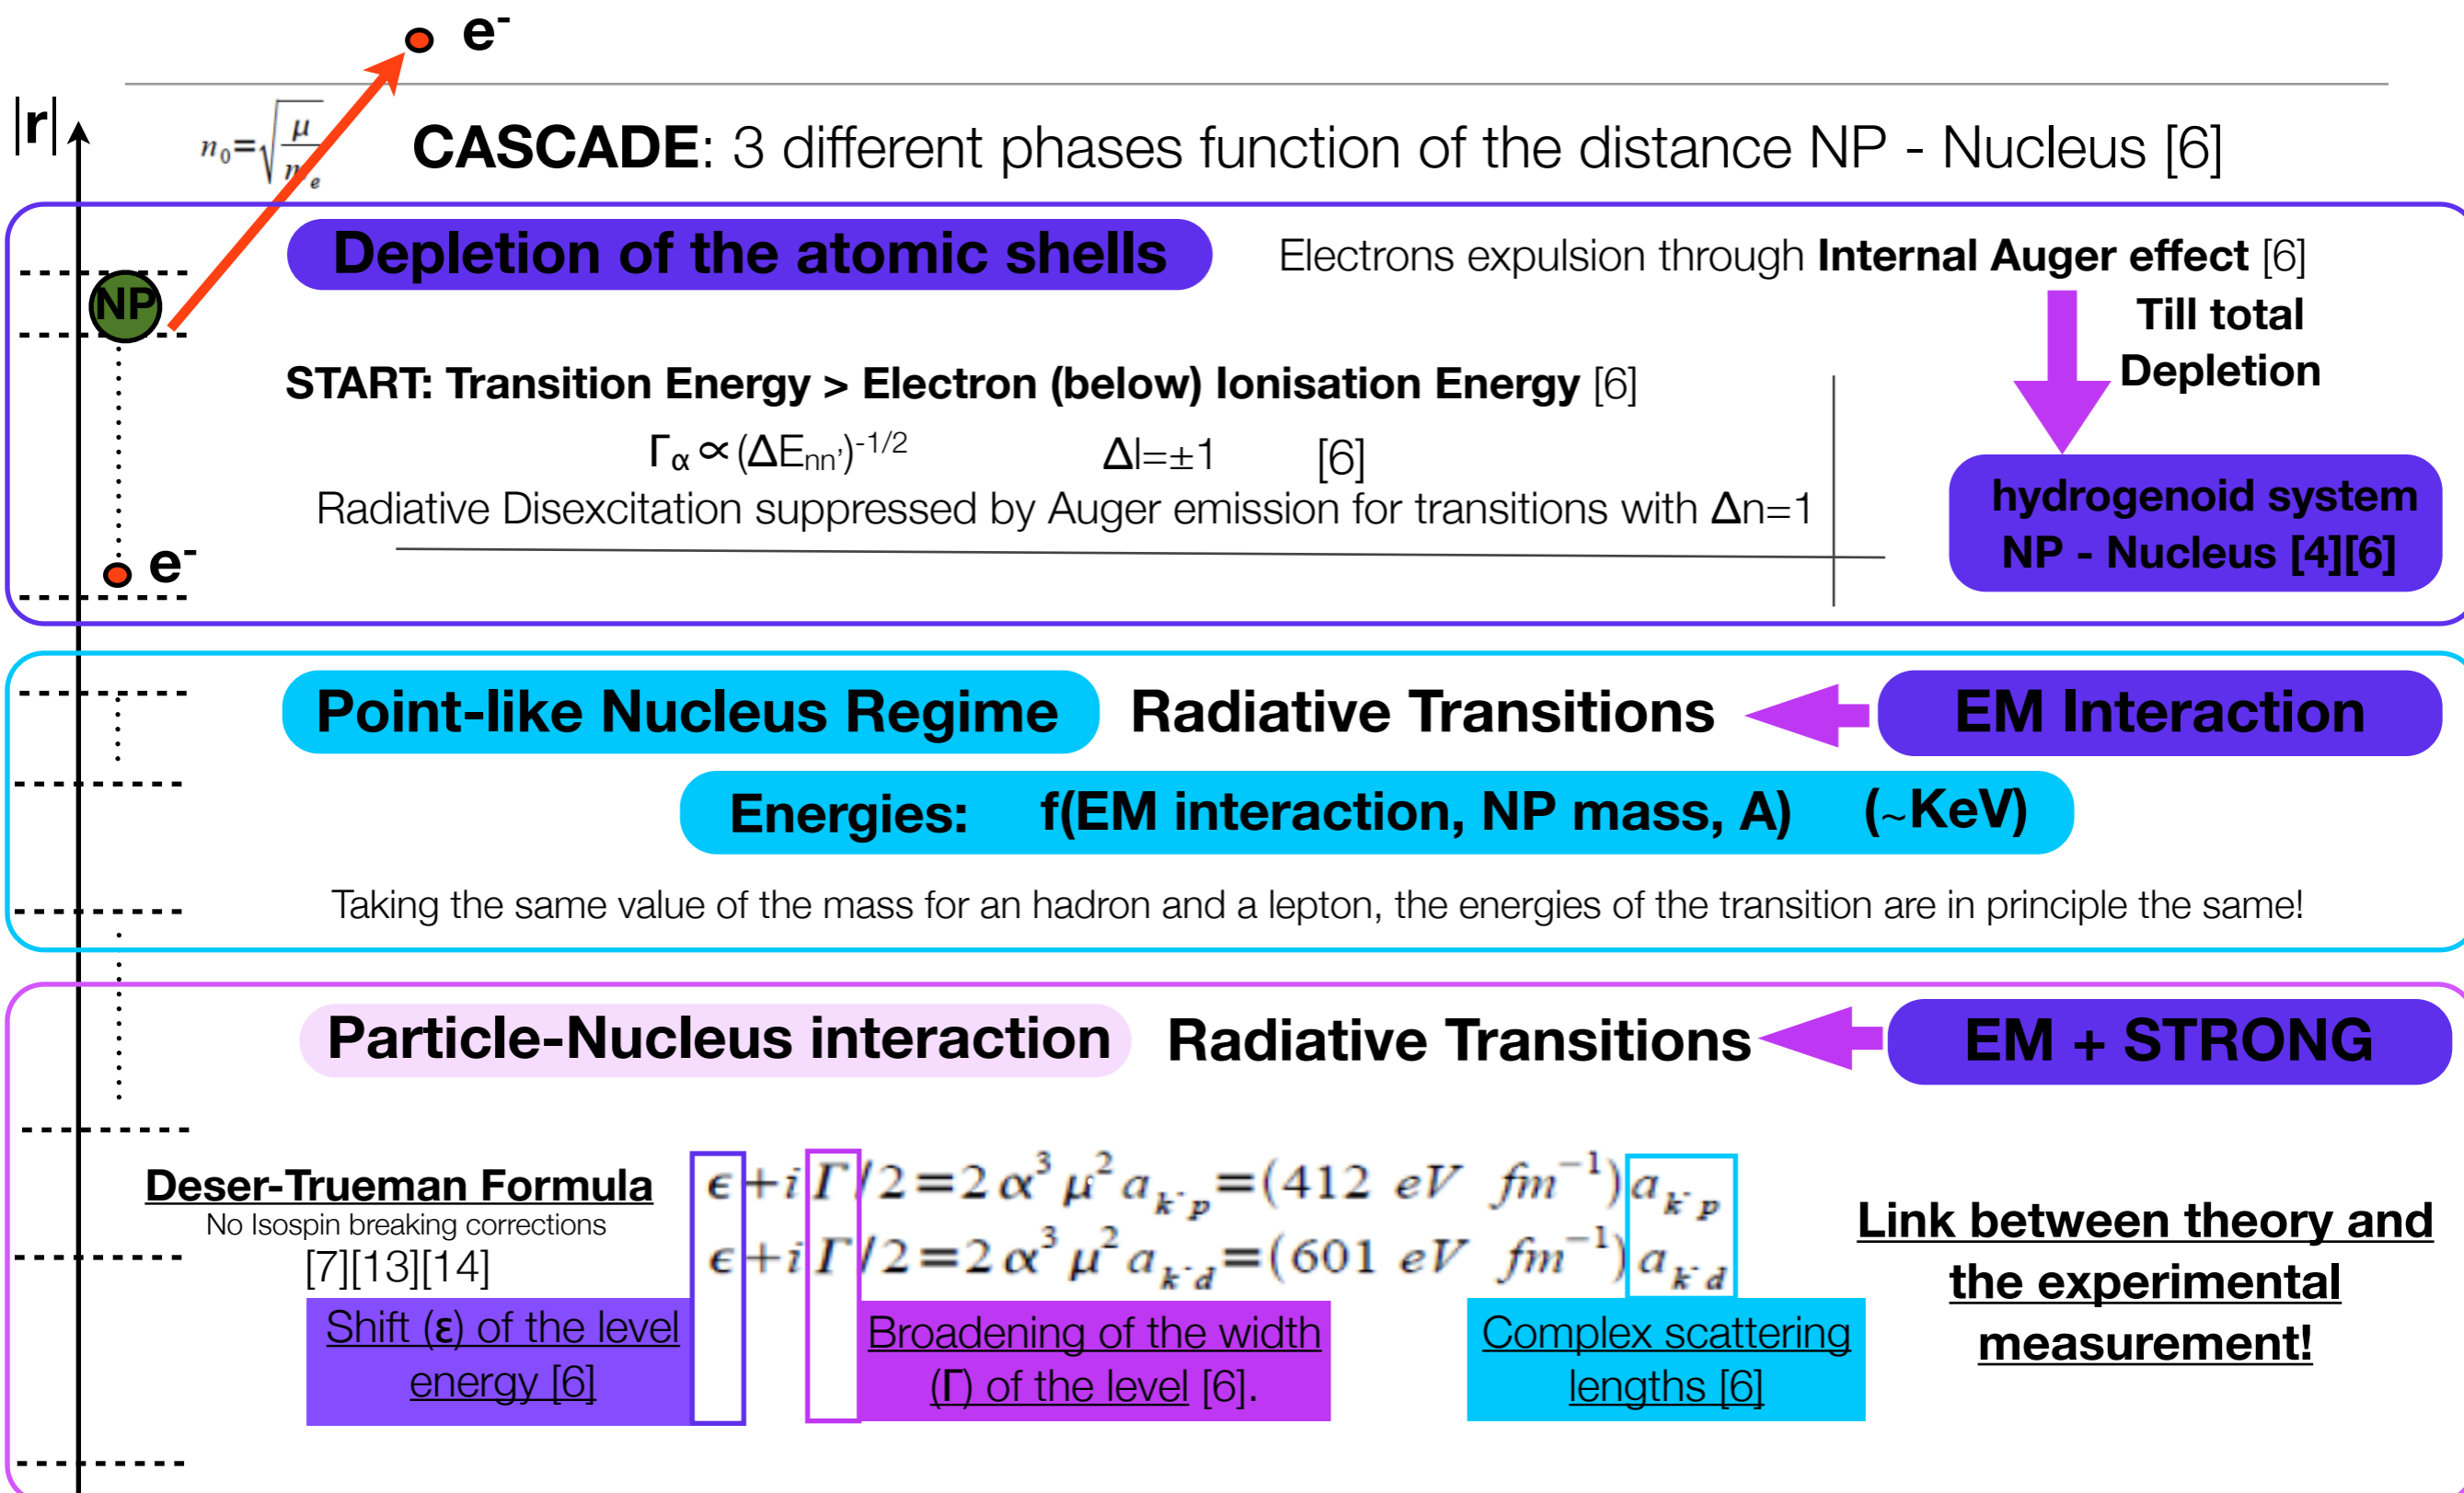 e⁻
|r|
n₀=√(μ/mₑ)
CASCADE: 3 different phases function of the distance NP - Nucleus [6]
Depletion of the atomic shells
Electrons expulsion through Internal Auger effect [6]
NP
Till total
Depletion
START: Transition Energy > Electron (below) Ionisation Energy [6]
Γα ∝ (ΔEnn')⁻¹/² Δl=±1 [6]
Radiative Disexcitation suppressed by Auger emission for transitions with Δn=1
hydrogenoid system
NP - Nucleus [4][6]
e⁻
Point-like Nucleus Regime Radiative Transitions EM Interaction
Energies: f(EM interaction, NP mass, A) (~KeV)
Taking the same value of the mass for an hadron and a lepton, the energies of the transition are in principle the same!
Particle-Nucleus interaction Radiative Transitions EM + STRONG
Deser-Trueman Formula
No Isospin breaking corrections
[7][13][14]
ϵ+iΓ/2=2α³μ²a_k⁻p=(412 eV fm⁻¹)a_k⁻p
ϵ+iΓ/2=2α³μ²a_k⁻d=(601 eV fm⁻¹)a_k⁻d
Shift (ε) of the level
energy [6]
Broadening of the width
(Γ) of the level [6].
Complex scattering
lengths [6]
Link between theory and
the experimental
measurement!